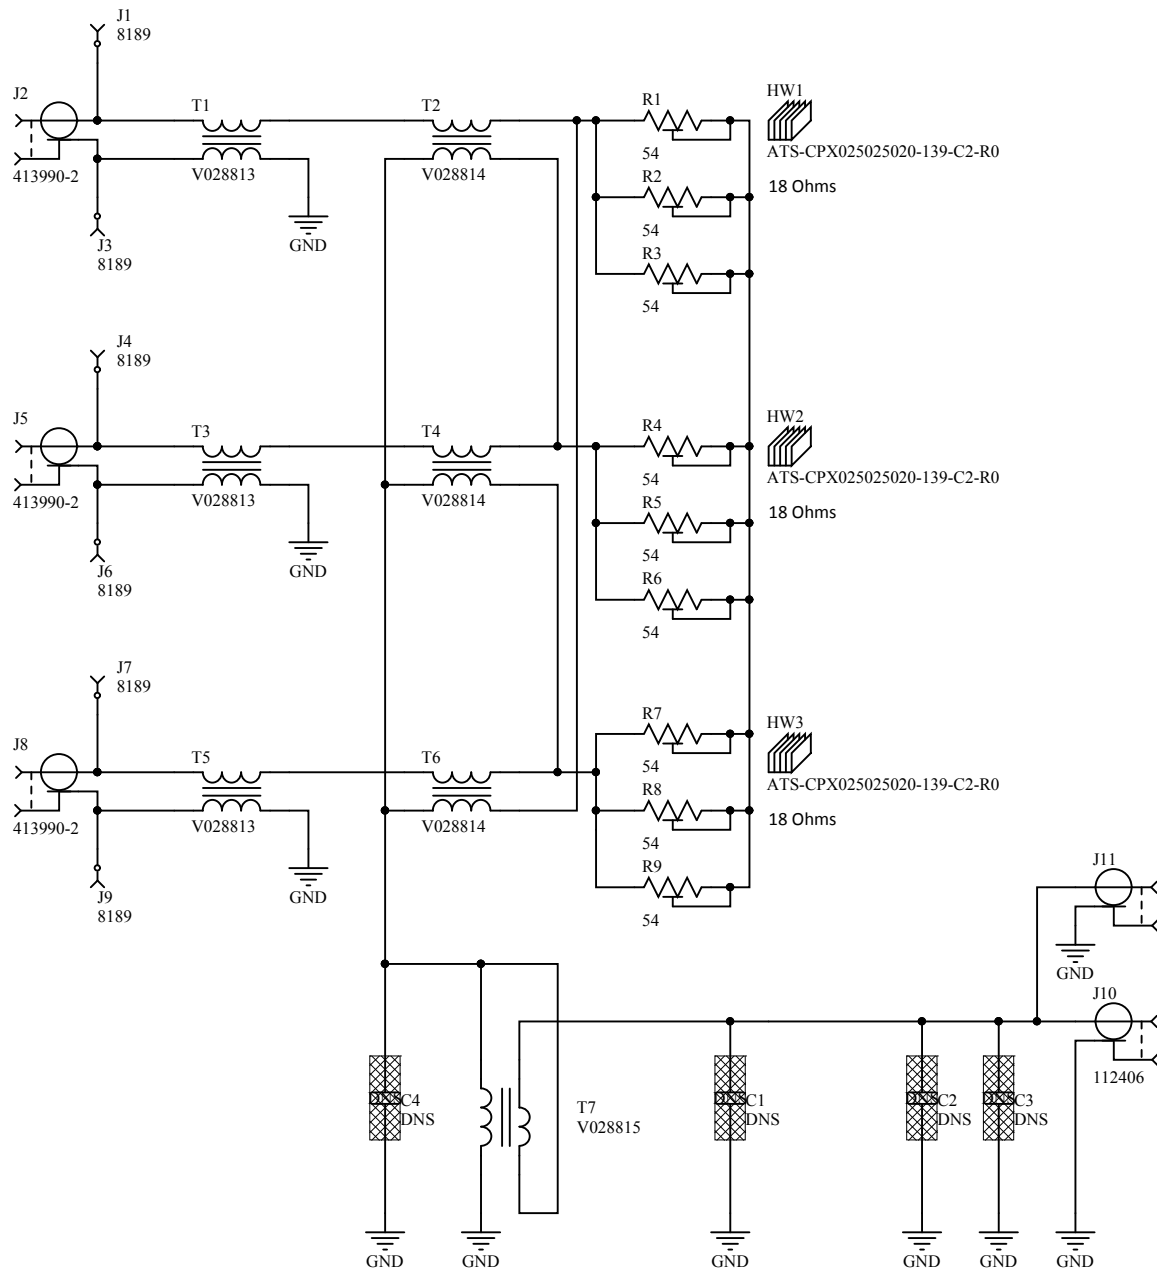 J1
8189
J2
413990-2
J3
8189
T1
V028813
GND
T2
V028814
R1
54
R2
54
R3
54
HW1
ATS-CPX025025020-139-C2-R0
18 Ohms
J4
8189
J5
413990-2
J6
8189
T3
V028813
GND
T4
V028814
R4
54
R5
54
R6
54
HW2
ATS-CPX025025020-139-C2-R0
18 Ohms
J7
8189
J8
413990-2
J9
8189
T5
V028813
GND
T6
V028814
R7
54
R8
54
R9
54
HW3
ATS-CPX025025020-139-C2-R0
18 Ohms
J11
GND
J10
112406
DNS
C4
DNS
T7
V028815
DNS
C1
DNS
DNS
C2
DNS
DNS
C3
DNS
GND
GND
GND
GND
GND
GND